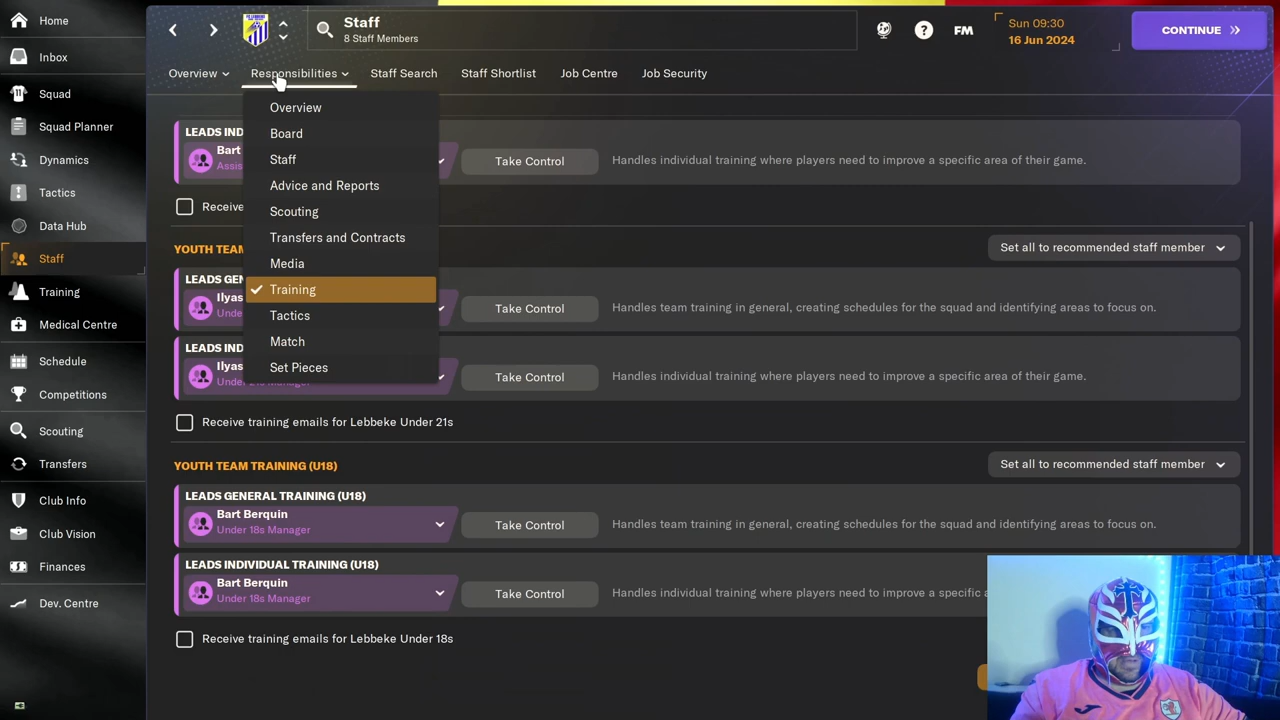 Home
Inbox
Squad
Squad Planner
Dynamics
Tactics
Data Hub
Staff
Training
Medical Centre
Schedule
Competitions
Scouting
Transfers
Club Info
Club Vision
Finances
Dev. Centre
Staff
8 Staff Members
FM
Sun 09:30
16 Jun 2024
CONTINUE
Overview
Responsibilities
Staff Search
Staff Shortlist
Job Centre
Job Security
Overview
Board
Staff
Advice and Reports
Scouting
Transfers and Contracts
Media
Training
Tactics
Match
Set Pieces
LEADS IND
Bart
Assis
Take Control
Handles individual training where players need to improve a specific area of their game.
Receive
YOUTH TEAM
Set all to recommended staff member
LEADS GEN
Ilyas
Under
Take Control
Handles team training in general, creating schedules for the squad and identifying areas to focus on.
LEADS IND
Ilyas
Take Control
Handles individual training where players need to improve a specific area of their game.
Receive training emails for Lebbeke Under 21s
YOUTH TEAM TRAINING (U18)
Set all to recommended staff member
LEADS GENERAL TRAINING (U18)
Bart Berquin
Under 18s Manager
Take Control
Handles team training in general, creating schedules for the squad and identifying areas to focus on.
LEADS INDIVIDUAL TRAINING (U18)
Bart Berquin
Under 18s Manager
Take Control
Handles individual training where players need to improve a specific a
Receive training emails for Lebbeke Under 18s